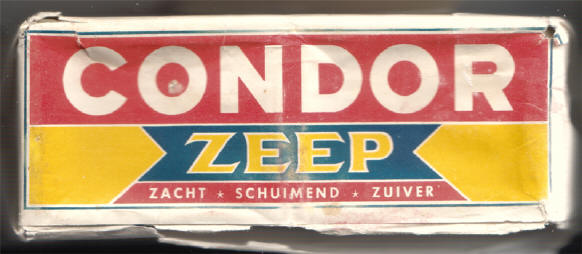 CONDOR
ZEEP
ZACHT ★ SCHUIMEND ★ ZUIVER